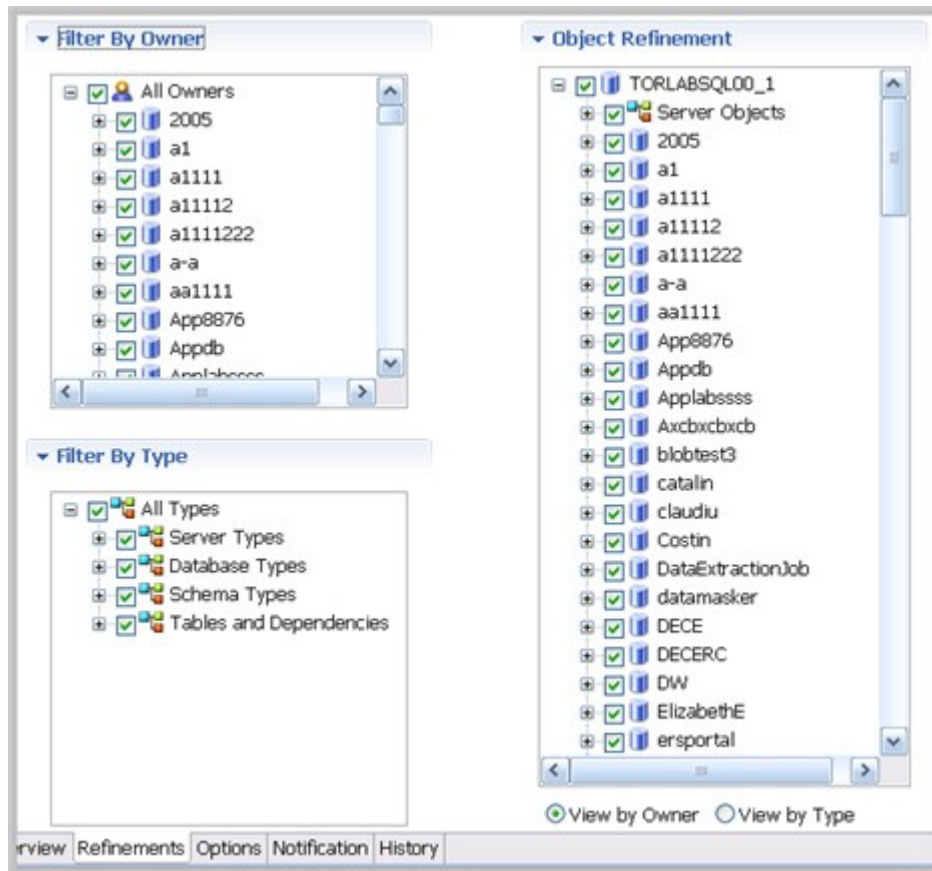 Filter By Owner
All Owners
2005
a1
a1111
a11112
a1111222
a-a
aa1111
App8876
Appdb
Applabssss
Filter By Type
All Types
Server Types
Database Types
Schema Types
Tables and Dependencies
Object Refinement
TORLABSQL00_1
Server Objects
2005
a1
a1111
a11112
a1111222
a-a
aa1111
App8876
Appdb
Applabssss
Axcbxcbxcb
blobtest3
catalin
claudiu
Costin
DataExtractionJob
datamasker
DECE
DECERC
DW
ElizabethE
ersportal
View by Owner View by Type
rview Refinements Options Notification History